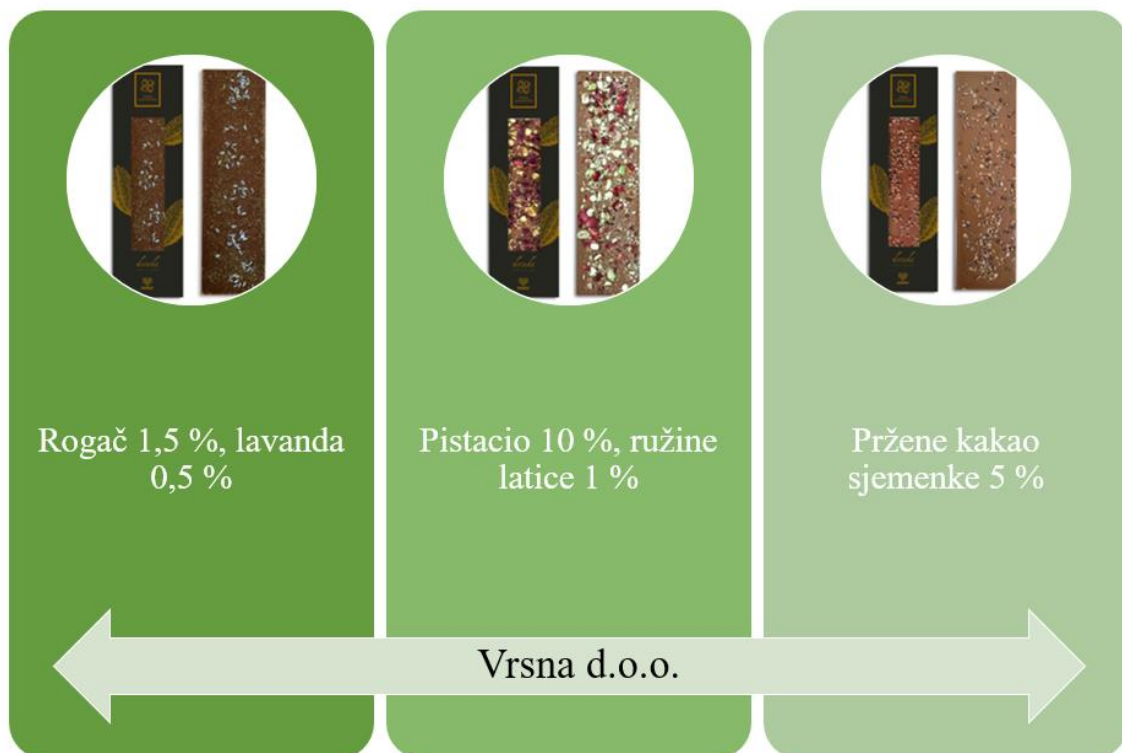 Rogač 1,5 %, lavanda
0,5 %
Pistacio 10 %, ružine
latice 1 %
Pržene kakao
sjemenke 5 %
Vrsna d.o.o.